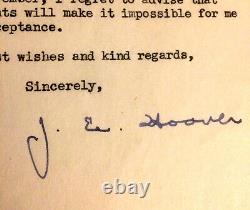 ember, I regret to advise that
nts will make it impossible for me
ceptance.
st wishes and kind regards,
Sincerely,
J. E. Hoover